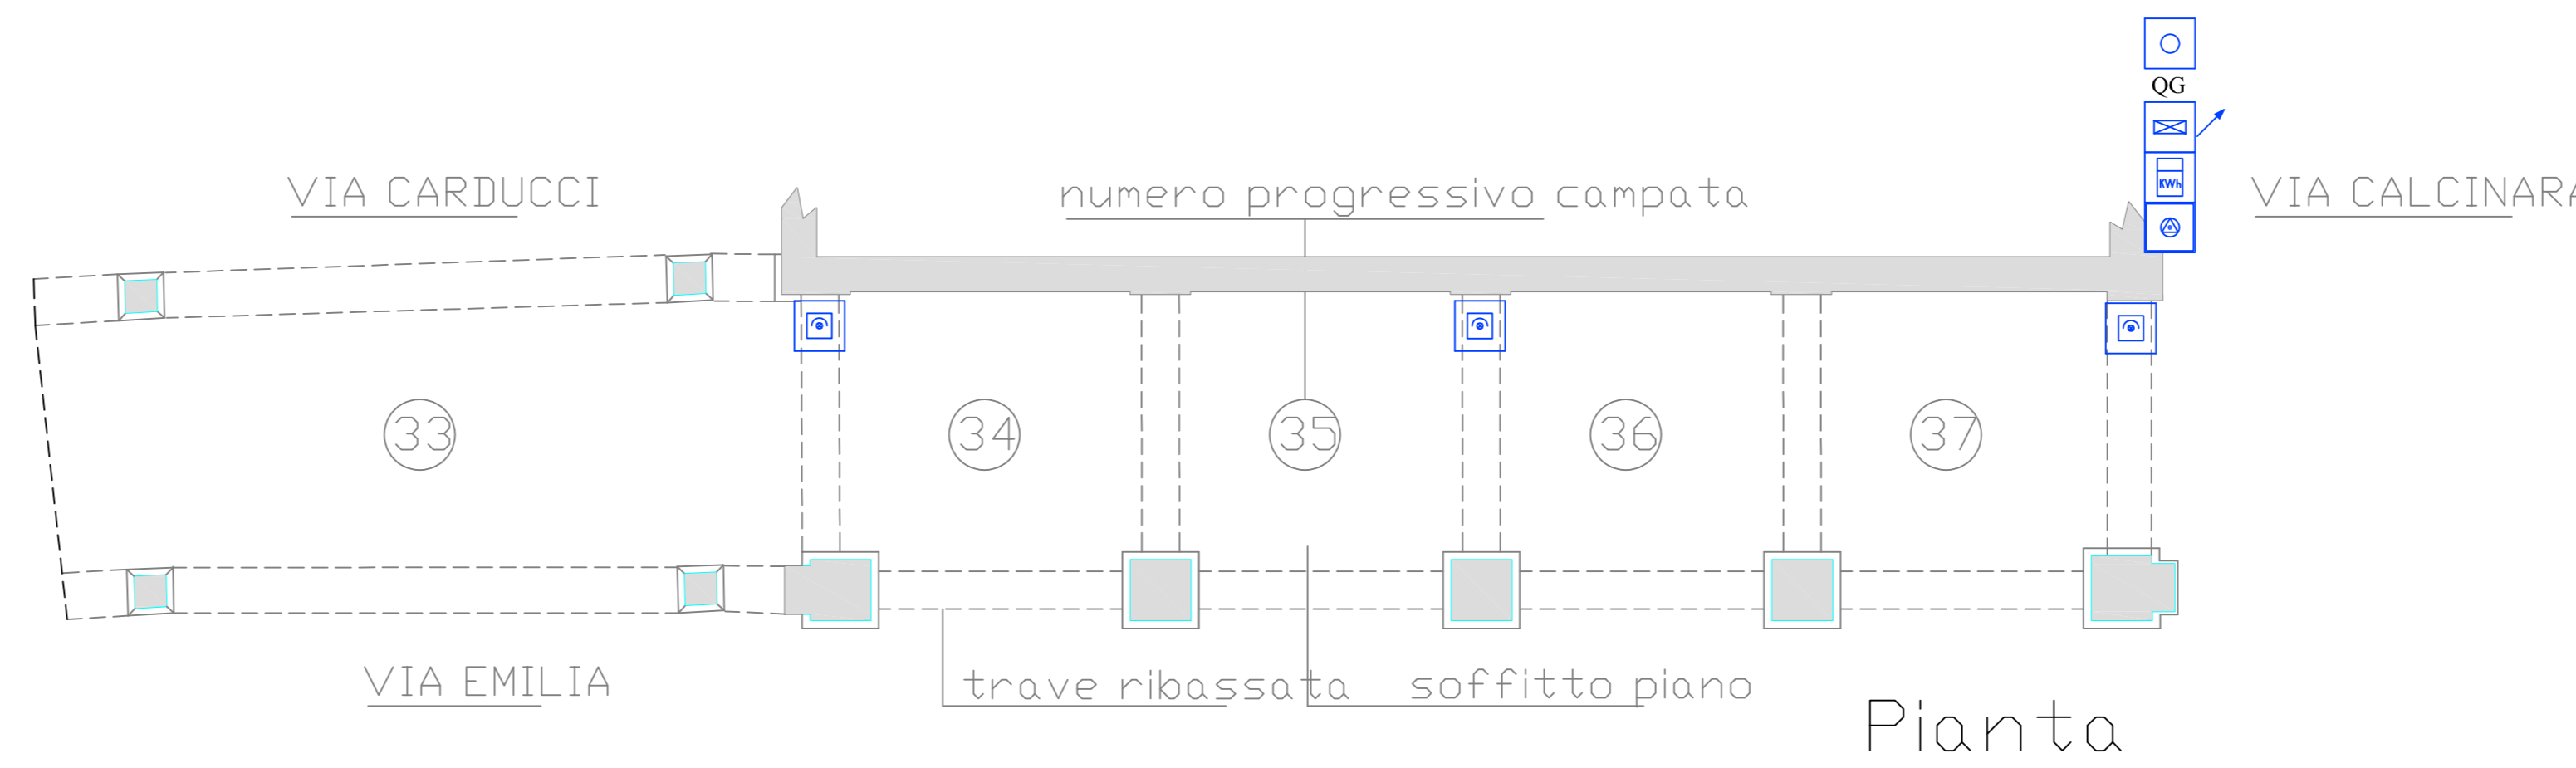 QG
KWh
VIA CARDUCCI
numero progressivo campata
VIA CALCINARA
33
34
35
36
37
VIA EMILIA
trave ribassata
soffitto piano
Pianta